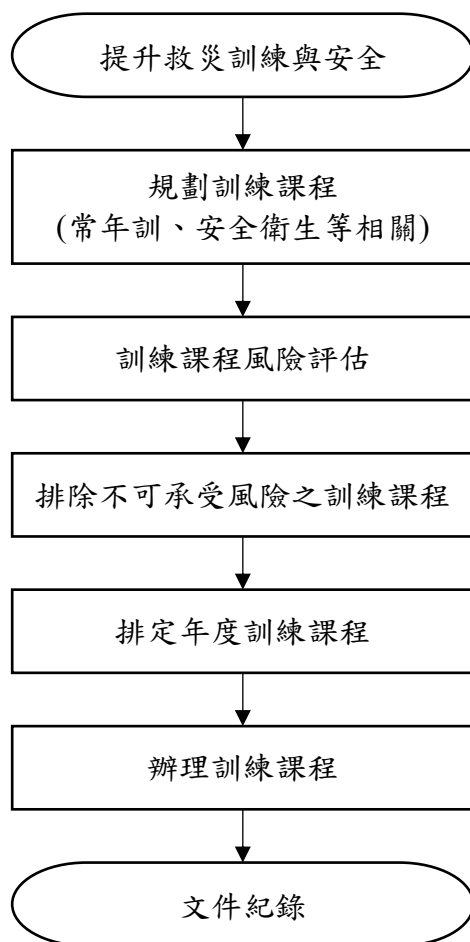 提升救災訓練與安全
規劃訓練課程
(常年訓、安全衛生等相關)
訓練課程風險評估
排除不可承受風險之訓練課程
排定年度訓練課程
辦理訓練課程
文件紀錄